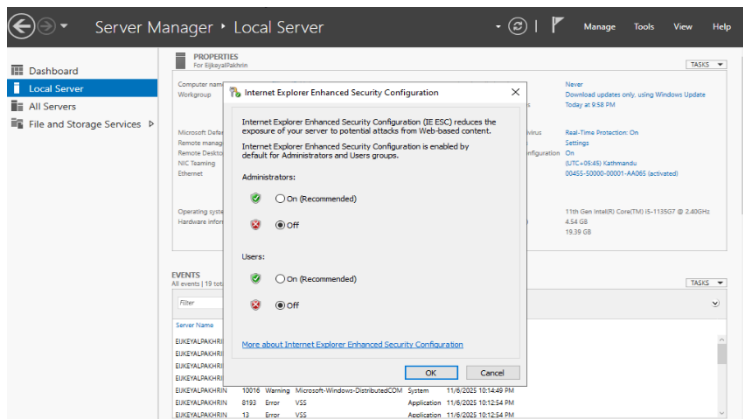 Server Manager ‣ Local Server
Manage Tools View Help
Dashboard
Local Server
All Servers
File and Storage Services
PROPERTIES
For EijkeyalPakhrin
TASKS
Computer nam
Workgroup
Never
Download updates only, using Windows Update
Today at 9:58 PM
Microsoft Defe
Remote manag
Remote Deskto
NIC Teaming
Ethernet
Real-Time Protection: On
Settings
On
(UTC+05:45) Kathmandu
00455-50000-00001-AA065 (activated)
Operating syste
Hardware infor
11th Gen Intel(R) Core(TM) i5-1135G7 @ 2.40GHz
4.54 GB
19.39 GB
Internet Explorer Enhanced Security Configuration
Internet Explorer Enhanced Security Configuration (IE ESC) reduces the
exposure of your server to potential attacks from Web-based content.
Internet Explorer Enhanced Security Configuration is enabled by
default for Administrators and Users groups.
Administrators:
On (Recommended)
Off
Users:
On (Recommended)
Off
More about Internet Explorer Enhanced Security Configuration
OK Cancel
EVENTS
All events | 19 tot
TASKS
Filter
Server Name
EIJKEYALPAKHRIN
EIJKEYALPAKHRIN
EIJKEYALPAKHRIN
EIJKEYALPAKHRIN
EIJKEYALPAKHRIN 10016 Warning Microsoft-Windows-DistributedCOM System 11/6/2025 10:14:49 PM
EIJKEYALPAKHRIN 8193 Error VSS Application 11/6/2025 10:12:54 PM
EIJKEYALPAKHRIN 13 Error VSS Application 11/6/2025 10:12:54 PM